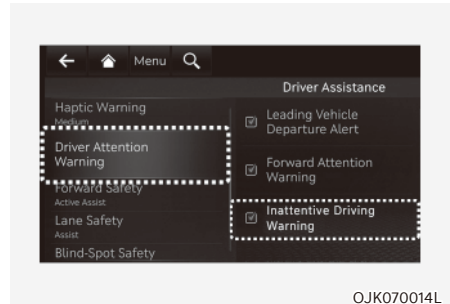 Menu
Driver Assistance
Haptic Warning
Medium
Driver Attention
Warning
Forward Safety
Active Assist
Lane Safety
Assist
Blind-Spot Safety
Leading Vehicle
Departure Alert
Forward Attention
Warning
Inattentive Driving
Warning
OJK070014L